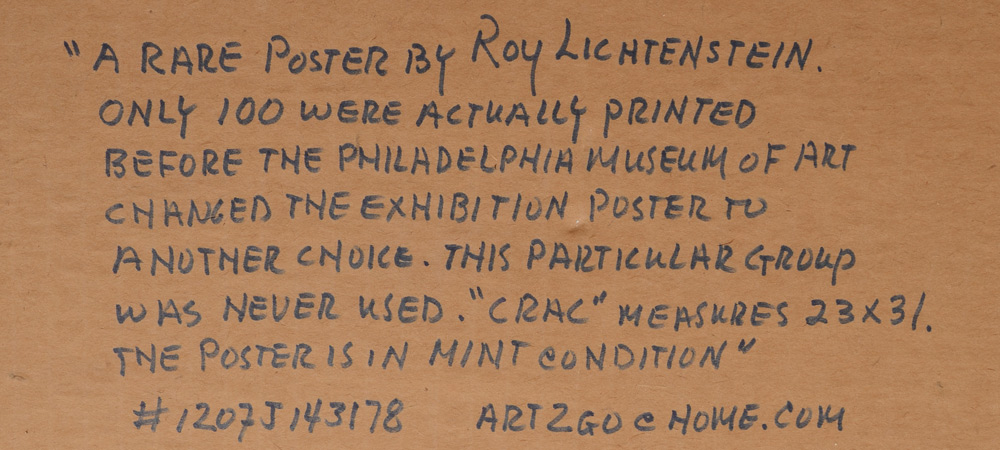 "A RARE POSTER BY ROY LICHTENSTEIN.
ONLY 100 WERE ACTUALLY PRINTED
BEFORE THE PHILADELPHIA MUSEUM OF ART
CHANGED THE EXHIBITION POSTER TO
ANOTHER CHOICE. THIS PARTICULAR GROUP
WAS NEVER USED. "CRAC" MEASURES 23X31.
THE POSTER IS IN MINT CONDITION"
#1207J143178 ART2GO@HOME.COM